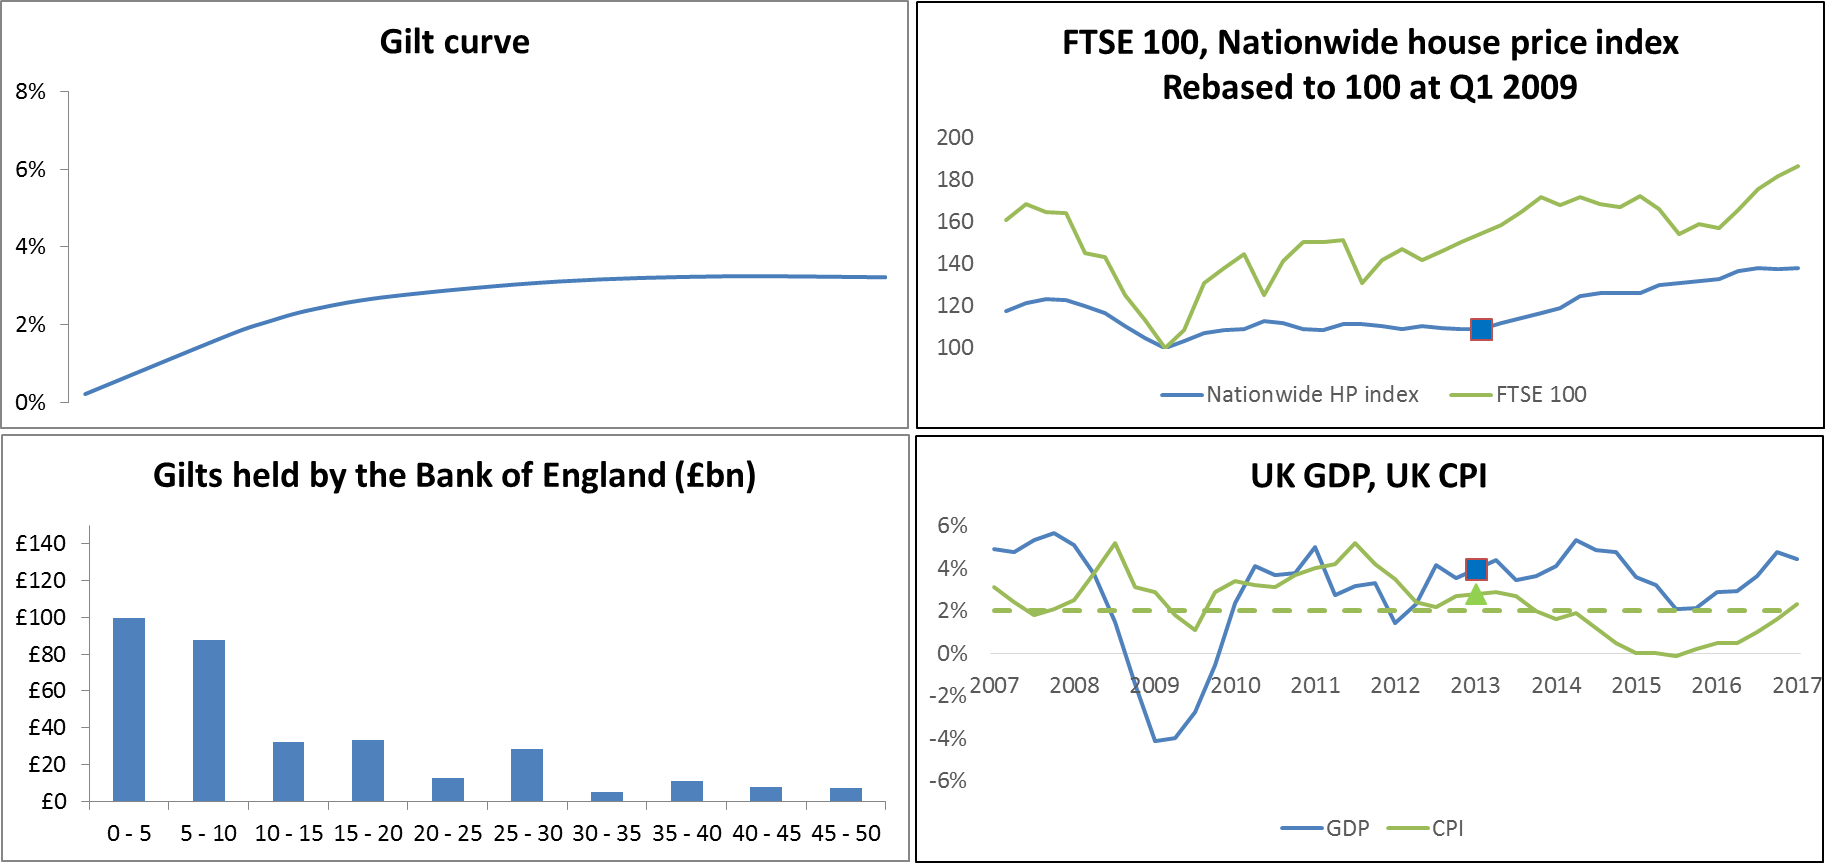 Gilt curve
8%
6%
4%
2%
0%
FTSE 100, Nationwide house price index
Rebased to 100 at Q1 2009
200
180
160
140
120
100
Nationwide HP index FTSE 100
Gilts held by the Bank of England (£bn)
£140
£120
£100
£80
£60
£40
£20
£0
0 - 5 5 - 10 10 - 15 15 - 20 20 - 25 25 - 30 30 - 35 35 - 40 40 - 45 45 - 50
UK GDP, UK CPI
6%
4%
2%
0%
2007 2008 2009 2010 2011 2012 2013 2014 2015 2016 2017
-2%
-4%
-6%
GDP CPI